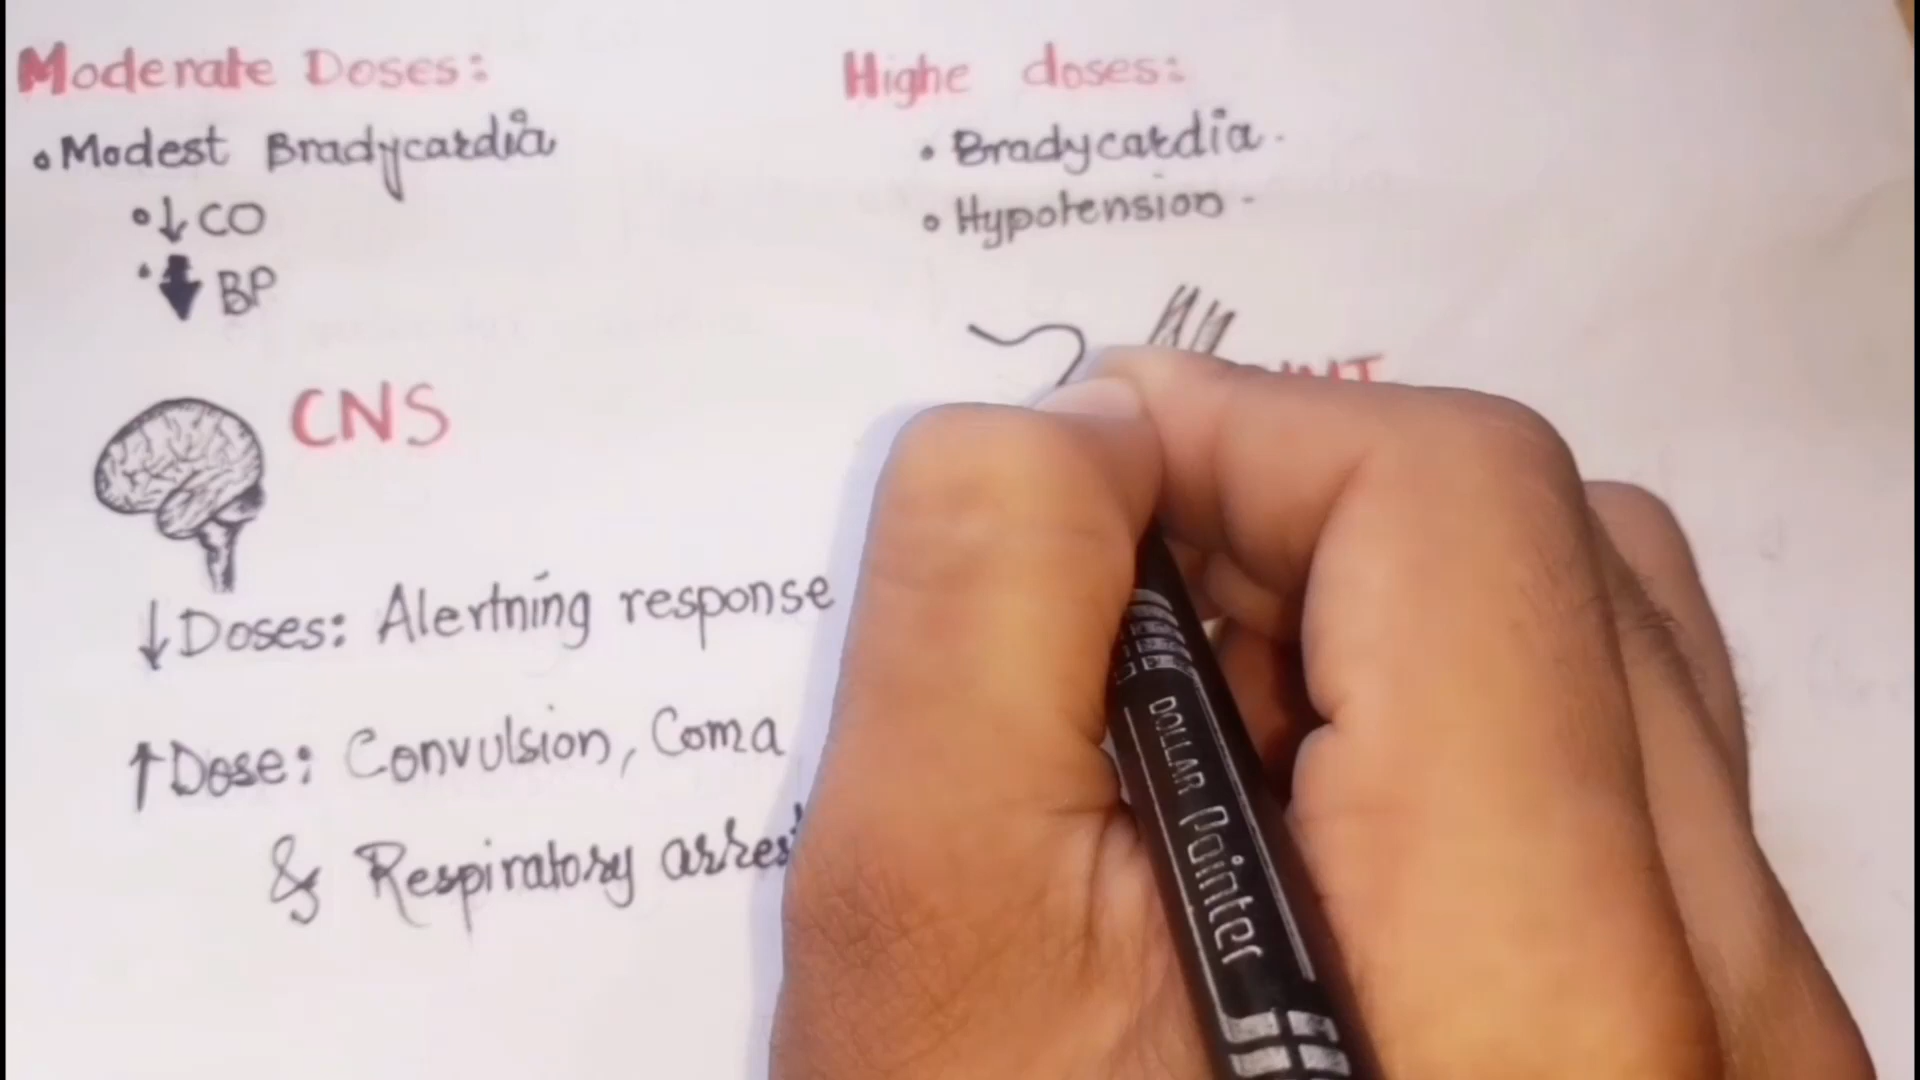 Moderate Doses:
• Modest Bradycardia
• ↓ CO
• ↓ BP
CNS
↓ Doses: Alertning response
↑ Dose: Convulsion, Coma
& Respiratory arrest
Highe doses:
• Bradycardia.
• Hypotension -
DOLLAR Pointer